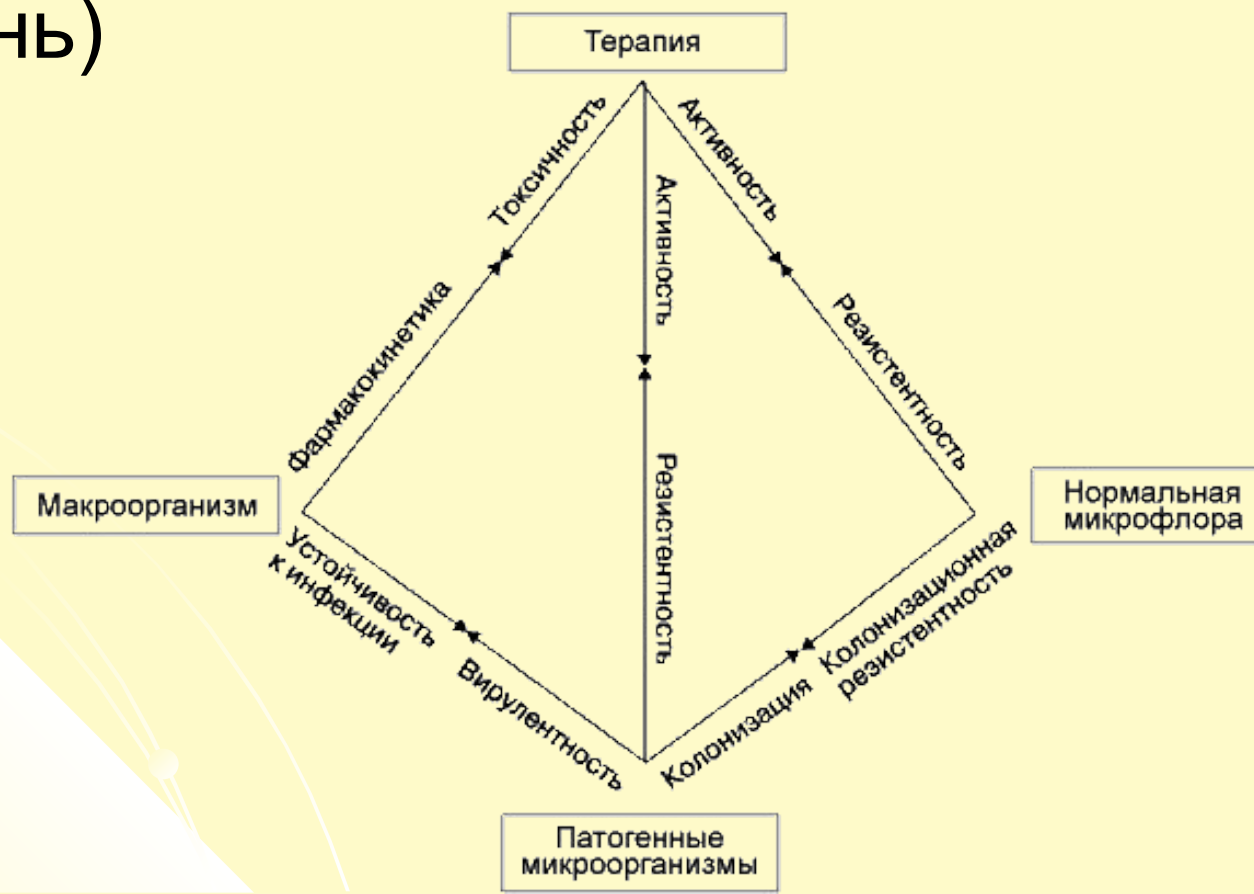 нь)
Терапия
Токсичность
Активность
Активность
Фармакокинетика
Резистентность
Резистентность
Макроорганизм
Нормальная
микрофлора
Устойчивость
к инфекции
Вирулентность
Колонизация
Колонизационная
резистентность
Патогенные
микроорганизмы